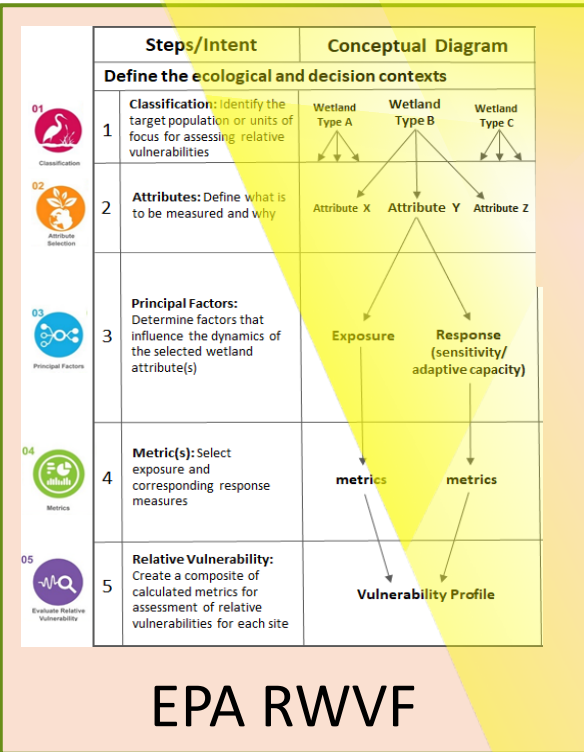 Steps/Intent
Conceptual Diagram
Define the ecological and decision contexts
01
Classification
1
Classification: Identify the
target population or units of
focus for assessing relative
vulnerabilities
Wetland
Type A
Wetland
Type B
Wetland
Type C
02
Attribute
Selection
2
Attributes: Define what is
to be measured and why
Attribute X
Attribute Y
Attribute Z
03
Principal Factors
3
Principal Factors:
Determine factors that
influence the dynamics of
the selected wetland
attribute(s)
Exposure
Response
(sensitivity/
adaptive capacity)
04
Metrics
4
Metric(s): Select
exposure and
corresponding response
measures
metrics
metrics
05
Evaluate Relative
Vulnerability
5
Relative Vulnerability:
Create a composite of
calculated metrics for
assessment of relative
vulnerabilities for each site
Vulnerability Profile
EPA RWVF